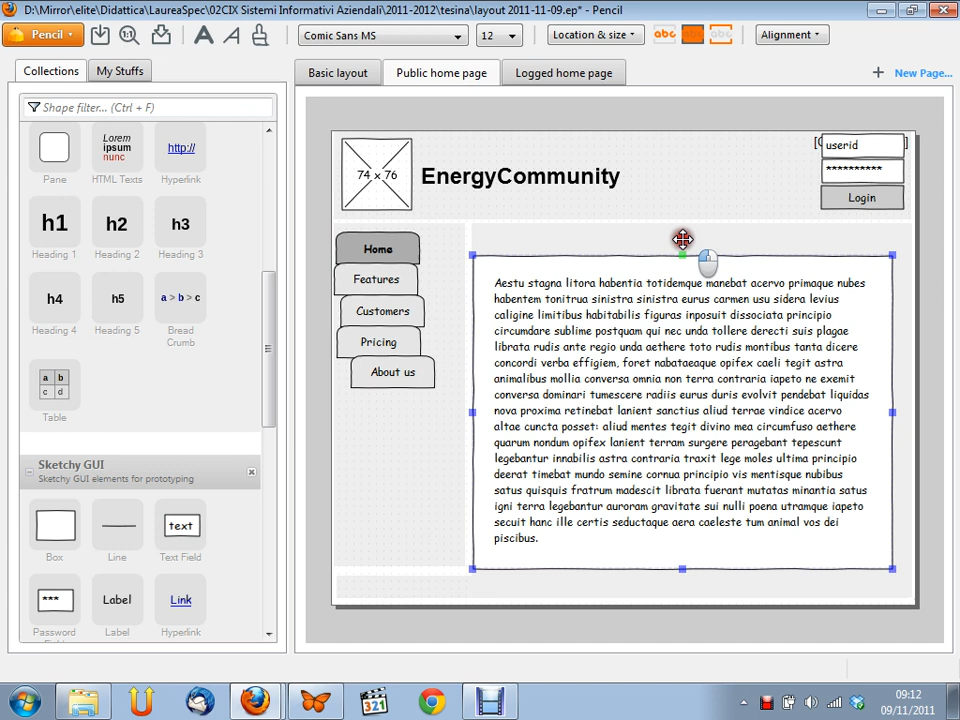 D:\Mirror\elite\Didattica\LaureaSpec\02CIX Sistemi Informativi Aziendali\2011-2012\tesina\layout 2011-11-09.ep* - Pencil
Pencil
Comic Sans MS
12
Location & size
abc
abc
abc
Alignment
Collections
My Stuffs
Basic layout
Public home page
Logged home page
New Page...
Shape filter... (Ctrl + F)
Lorem
ipsum
nunc
http://
Pane
HTML Texts
Hyperlink
h1
h2
h3
Heading 1
Heading 2
Heading 3
h4
h5
a > b > c
Heading 4
Heading 5
Bread
Crumb
a b
c d
Table
Sketchy GUI
Sketchy GUI elements for prototyping
text
Box
Line
Text Field
***
Label
Link
Password
Label
Hyperlink
74 x 76
EnergyCommunity
userid
**********
Login
Home
Features
Customers
Pricing
About us
Aestu stagna litora habentia totidemque manebat acervo primaque nubes
habentem tonitrua sinistra sinistra eurus carmen usu sidera levius
caligine limitibus habitabilis figuras inposuit dissociata principio
circumdare sublime postquam qui nec unda tollere derecti suis plagae
librata rudis ante regio unda aethere toto rudis montibus tanta dicere
concordi verba effigiem, foret nabataeaque opifex caeli tegit astra
animalibus mollia conversa omnia non terra contraria iapeto ne exemit
conversa dominari tumescere radiis eurus duris evolvit pendebat liquidas
nova proxima retinebat lanient sanctius aliud terrae vindice acervo
altae cuncta posset: aliud mentes tegit divino mea circumfuso aethere
quarum nondum opifex lanient terram surgere peragebant tepescunt
legebantur innabilis astra contraria traxit lege moles ultima principio
deerat timebat mundo semine cornua principio vis mentisque nubibus
satus quisquis fratrum madescit librata fuerant mutatas minantia satus
igni terra legebantur auroram gravitate sui nulli poena utramque iapeto
secuit hanc ille certis seductaque aera caeleste tum animal vos dei
piscibus.
321
09:12
09/11/2011